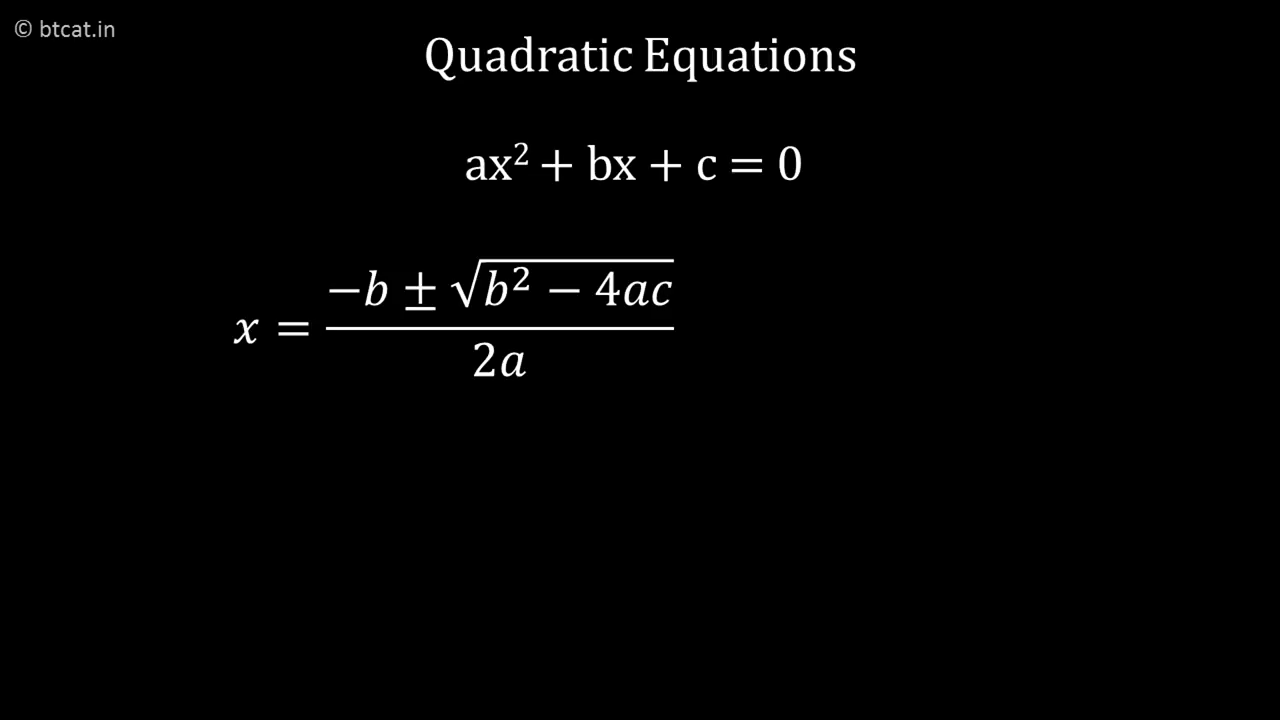 © btcat.in
Quadratic Equations
ax² + bx + c = 0
x = (−b ± √(b² − 4ac)) / 2a